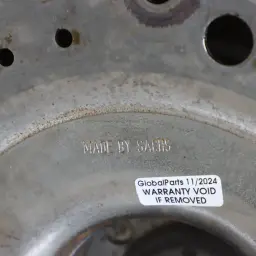 MADE BY SACHS
GlobalParts 11/2024
WARRANTY VOID
IF REMOVED